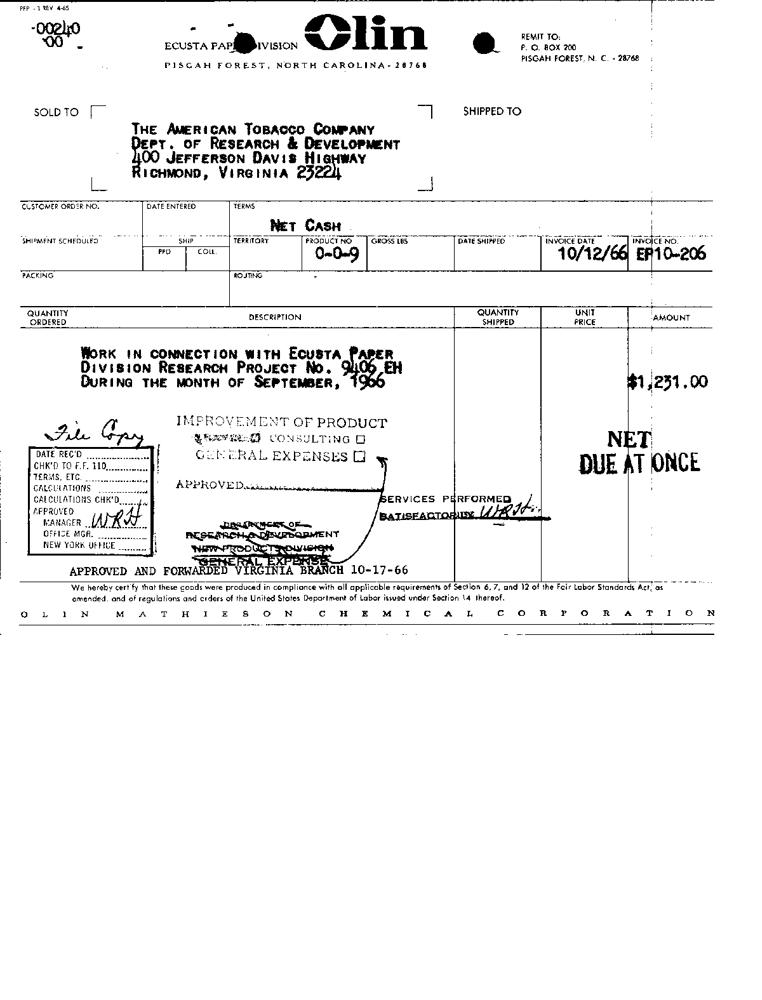 PFP - 3 REV 4-65
-00240
00 -
Olin
ECUSTA PAPER DIVISION
PISGAH FOREST, NORTH CAROLINA - 28768
REMIT TO:
P. O. BOX 200
PISGAH FOREST, N. C. - 28768
SOLD TO
SHIPPED TO
THE AMERICAN TOBACCO COMPANY
DEPT. OF RESEARCH & DEVELOPMENT
400 JEFFERSON DAVIS HIGHWAY
RICHMOND, VIRGINIA 23224
CUSTOMER ORDER NO. DATE ENTERED TERMS
NET CASH
SHIPMENT SCHEDULED SHIP TERRITORY PRODUCT NO GROSS LBS DATE SHIPPED INVOICE DATE INVOICE NO.
PPD COLL. 0-0-9 10/12/66 EP10-206
PACKING ROUTING
QUANTITY ORDERED DESCRIPTION QUANTITY SHIPPED UNIT PRICE AMOUNT
WORK IN CONNECTION WITH ECUSTA PAPER
DIVISION RESEARCH PROJECT NO. 9406 EH
DURING THE MONTH OF SEPTEMBER, 1966 $1,231.00
IMPROVEMENT OF PRODUCT
CONSULTING
GENERAL EXPENSES
APPROVED
File Copy
DATE REC'D
CHK'D TO F.F. 110
TERMS, ETC.
CALCULATIONS
CALCULATIONS CHK'D
APPROVED
MANAGER WRH
OFFICE MGR.
NEW YORK OFFICE
NET
DUE AT ONCE
SERVICES PERFORMED
SATISFACTORILY WRH
DEPARTMENT OF
RESEARCH & DEVELOPMENT
NEW PRODUCTS DIVISION
GENERAL EXPENSE
APPROVED AND FORWARDED VIRGINIA BRANCH 10-17-66
We hereby certify that these goods were produced in compliance with all applicable requirements of Section 6, 7, and 12 of the Fair Labor Standards Act, as
amended, and of regulations and orders of the United States Department of Labor issued under Section 14 thereof.
OLIN MATHIESON CHEMICAL CORPORATION